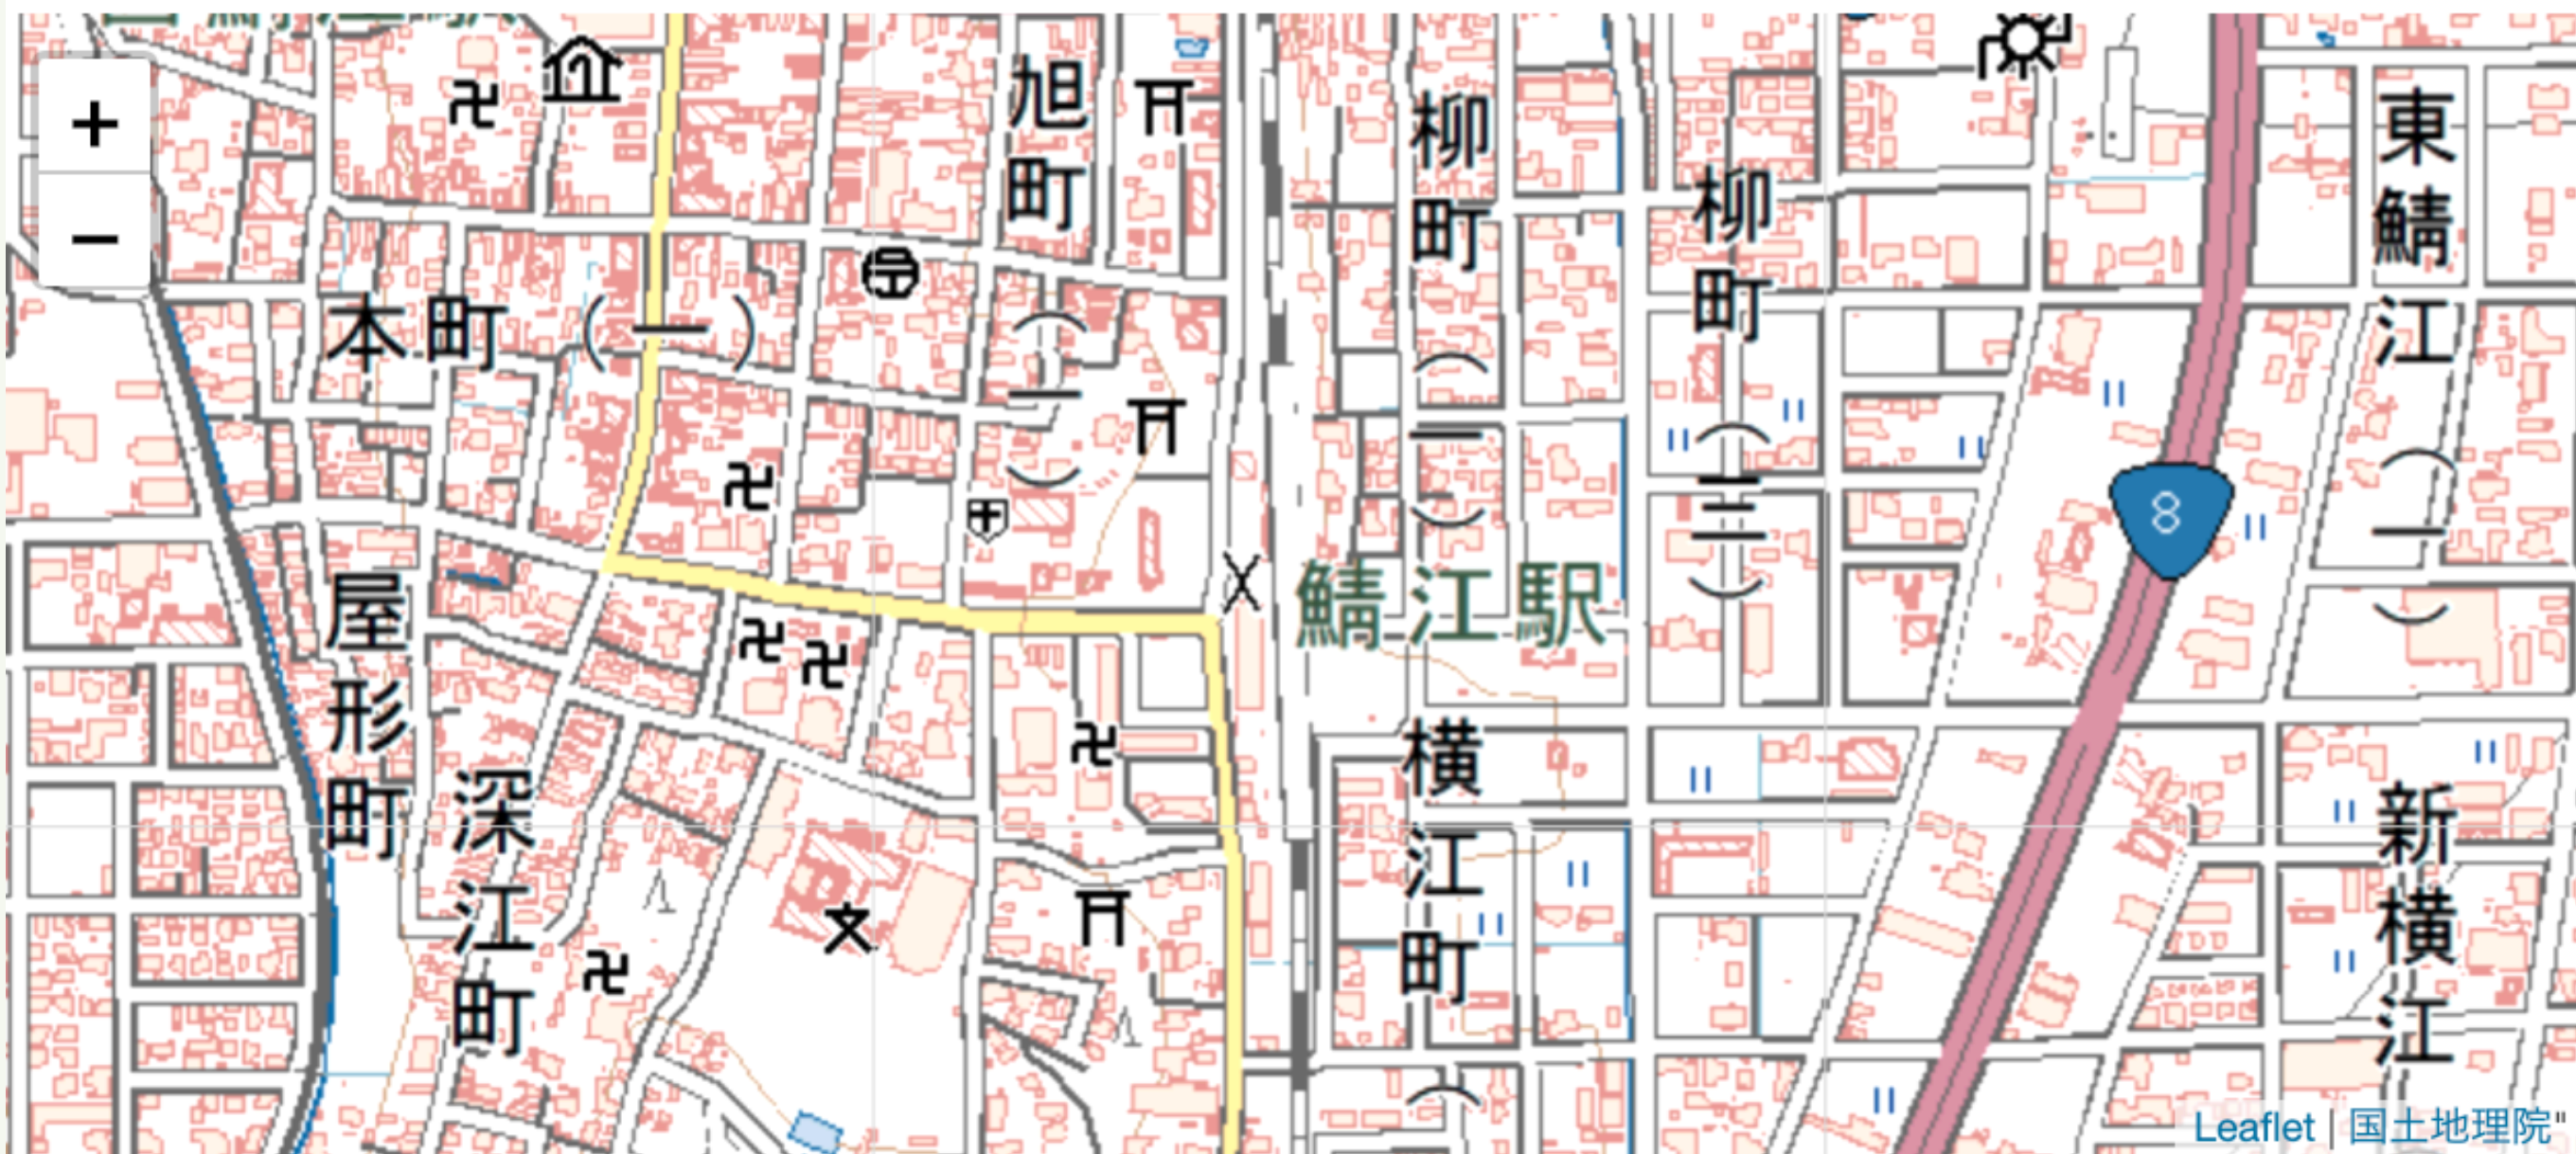 +
−
旭町(一)
柳町(二)
柳町(三)
東鯖江(一)
本町(一)
8
鯖江駅
屋形町
深江町
横江町(
新横江
Leaflet | 国土地理院"